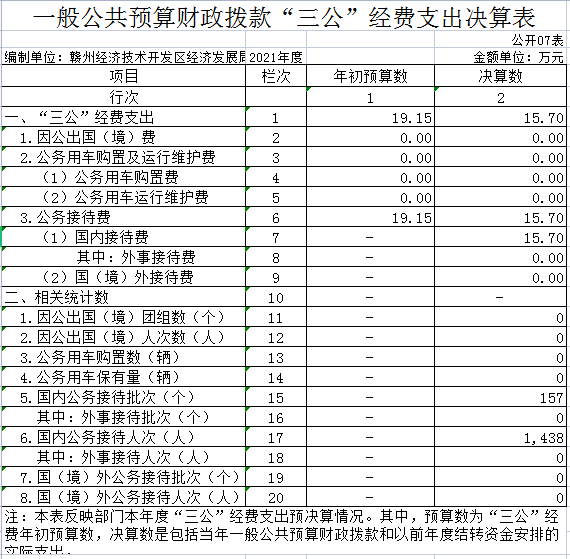 一般公共预算财政拨款“三公”经费支出决算表
公开07表
编制单位：赣州经济技术开发区经济发展局 2021年度 金额单位：万元
项目 栏次 年初预算数 决算数
行次 1 2
一、“三公”经费支出 1 19.15 15.70
1.因公出国（境）费 2 0.00 0.00
2.公务用车购置及运行维护费 3 0.00 0.00
（1）公务用车购置费 4 0.00 0.00
（2）公务用车运行维护费 5 0.00 0.00
3.公务接待费 6 19.15 15.70
（1）国内接待费 7 - 15.70
其中：外事接待费 8 - 0.00
（2）国（境）外接待费 9 - 0.00
二、相关统计数 10 - -
1.因公出国（境）团组数（个） 11 - 0
2.因公出国（境）人次数（人） 12 - 0
3.公务用车购置数（辆） 13 - 0
4.公务用车保有量（辆） 14 - 0
5.国内公务接待批次（个） 15 - 157
其中：外事接待批次（个） 16 - 0
6.国内公务接待人次（人） 17 - 1,438
其中：外事接待人次（人） 18 - 0
7.国（境）外公务接待批次（个） 19 - 0
8.国（境）外公务接待人次（人） 20 - 0
注：本表反映部门本年度“三公”经费支出预决算情况。其中，预算数为“三公”经
费年初预算数，决算数是包括当年一般公共预算财政拨款和以前年度结转资金安排的
实际支出。